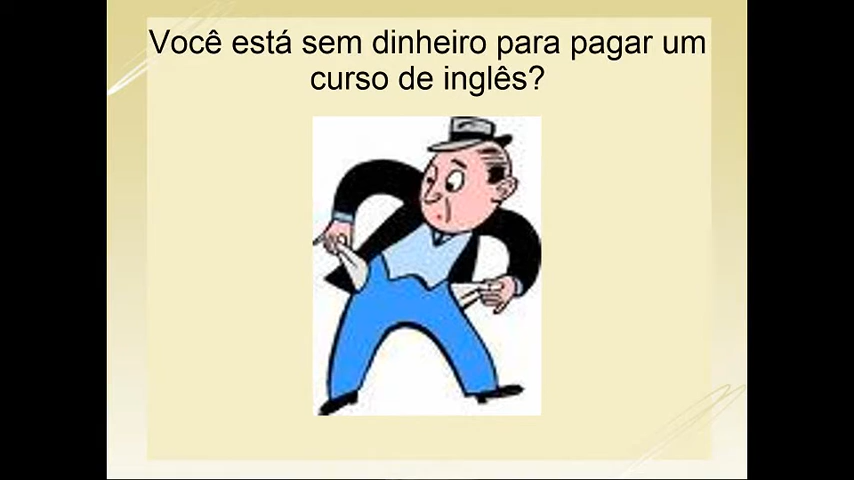 Você está sem dinheiro para pagar um
curso de inglês?